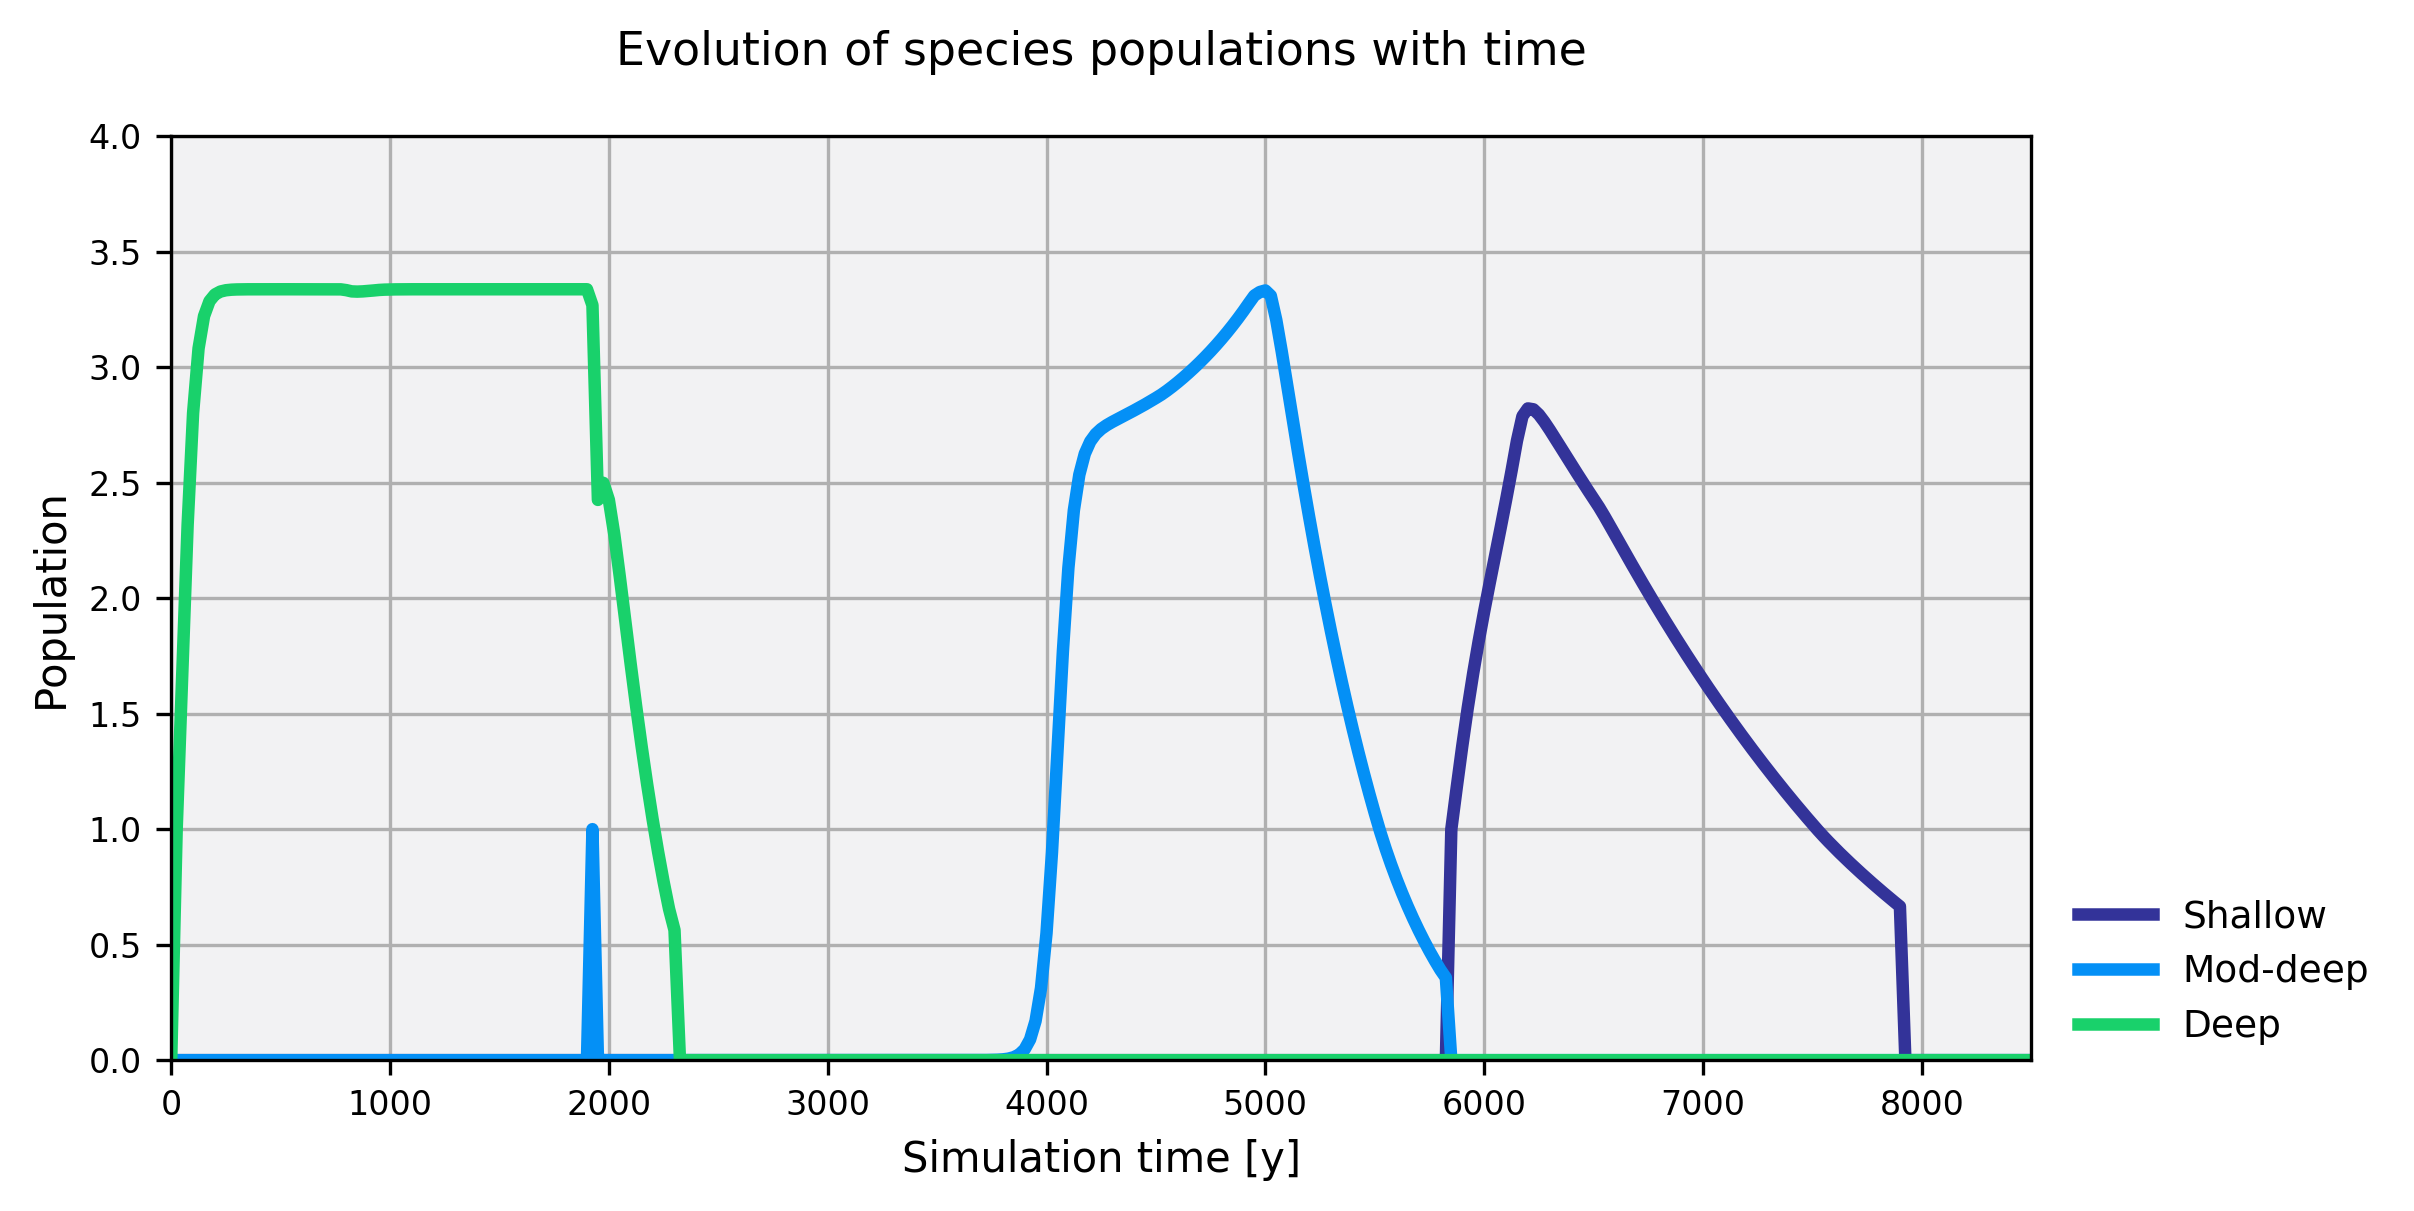 Evolution of species populations with time
4.0
3.5
3.0
2.5
2.0
1.5
1.0
0.5
0.0
Population
0 1000 2000 3000 4000 5000 6000 7000 8000
Simulation time [y]
Shallow
Mod-deep
Deep